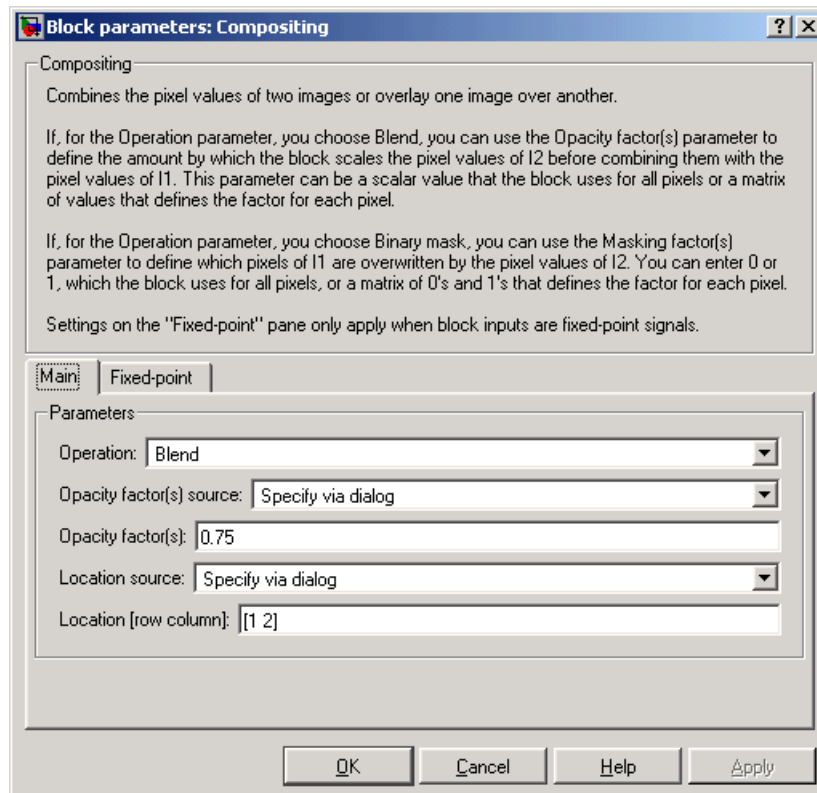 Block parameters: Compositing
Compositing
Combines the pixel values of two images or overlay one image over another.
If, for the Operation parameter, you choose Blend, you can use the Opacity factor(s) parameter to
define the amount by which the block scales the pixel values of I2 before combining them with the
pixel values of I1. This parameter can be a scalar value that the block uses for all pixels or a matrix
of values that defines the factor for each pixel.
If, for the Operation parameter, you choose Binary mask, you can use the Masking factor(s)
parameter to define which pixels of I1 are overwritten by the pixel values of I2. You can enter 0 or
1, which the block uses for all pixels, or a matrix of 0's and 1's that defines the factor for each pixel.
Settings on the "Fixed-point" pane only apply when block inputs are fixed-point signals.
Main Fixed-point
Parameters
Operation: Blend
Opacity factor(s) source: Specify via dialog
Opacity factor(s): 0.75
Location source: Specify via dialog
Location [row column]: [1 2]
OK Cancel Help Apply